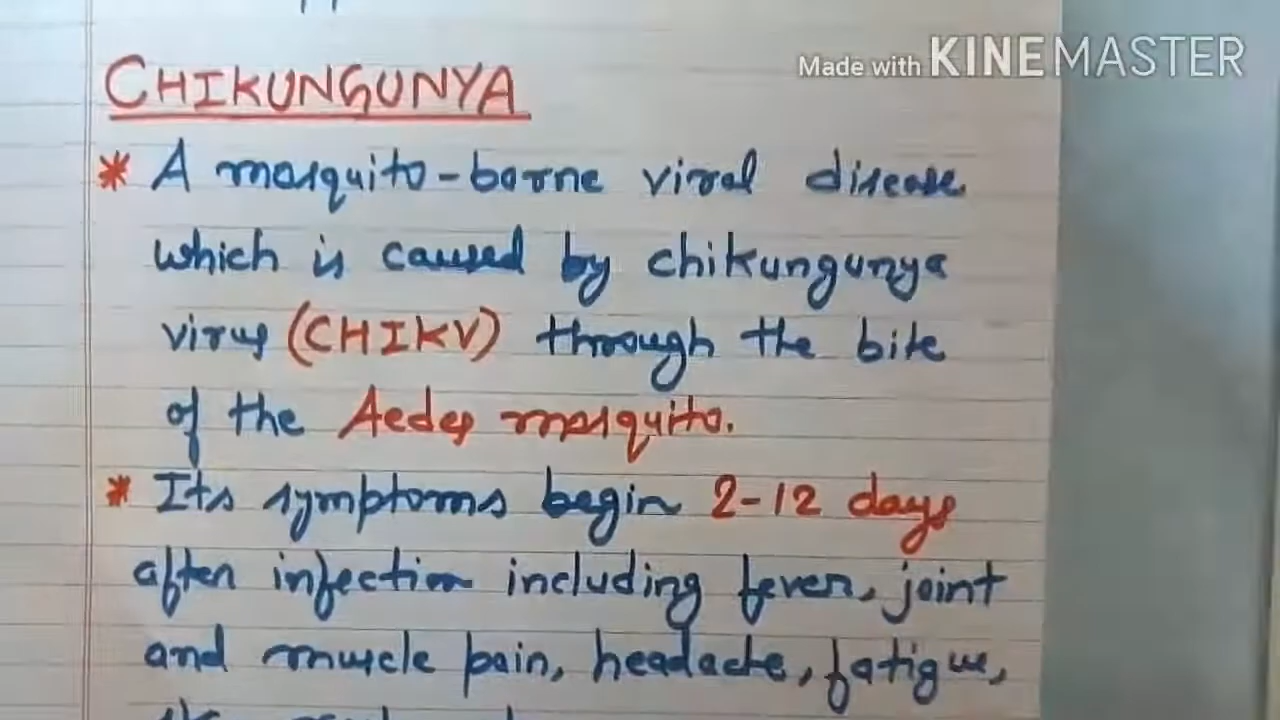 Made with KINEMASTER
CHIKUNGUNYA
* A mosquito-borne viral disease
which is caused by chikungunya
virus (CHIKV) through the bite
of the Aedes mosquito.
* Its symptoms begin 2-12 days
after infection including fever, joint
and muscle pain, headache, fatigue,